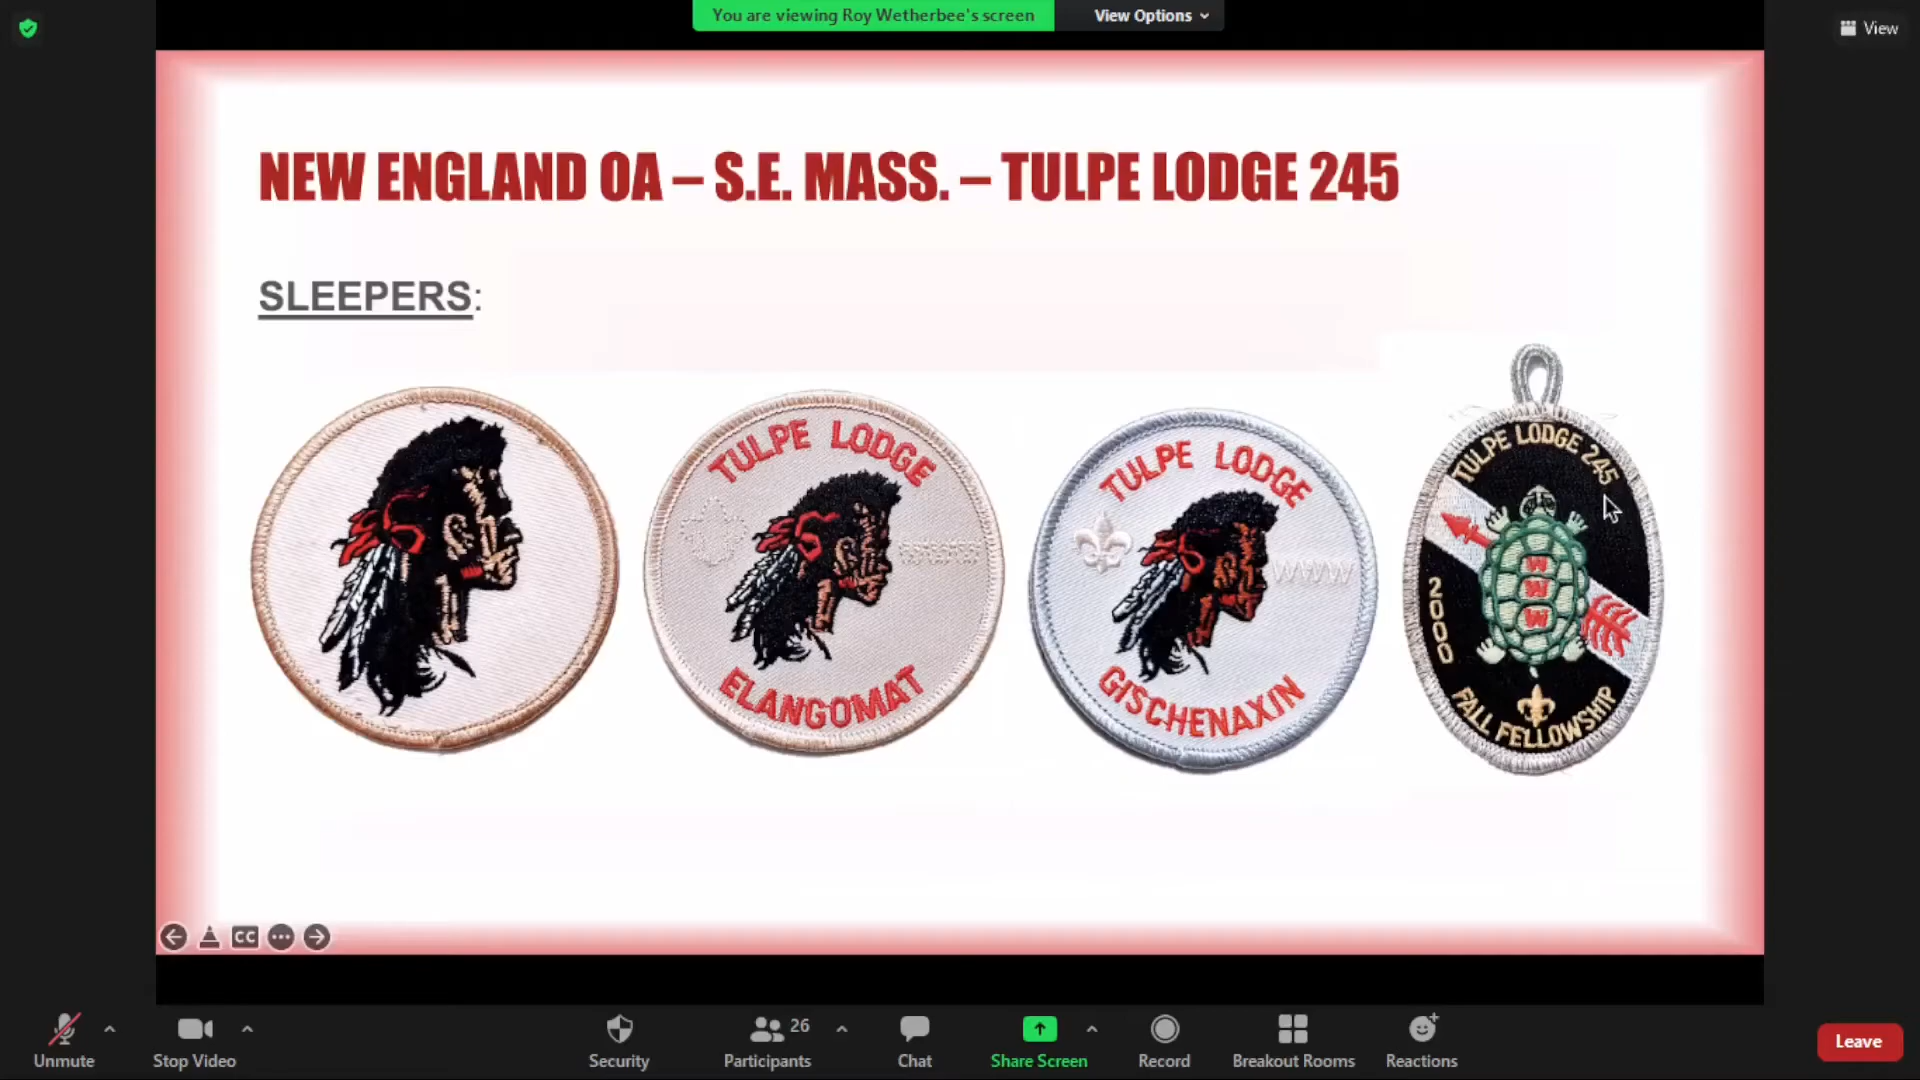 You are viewing Roy Wetherbee's screen
View Options
View
NEW ENGLAND OA – S.E. MASS. – TULPE LODGE 245
SLEEPERS:
TULPE LODGE
ELANGOMAT
TULPE LODGE
WWW
GISCHENAXIN
TULPE LODGE 245
W
W
W
2000
FALL FELLOWSHIP
CC
Unmute
Stop Video
Security
26
Participants
Chat
Share Screen
Record
Breakout Rooms
Reactions
Leave